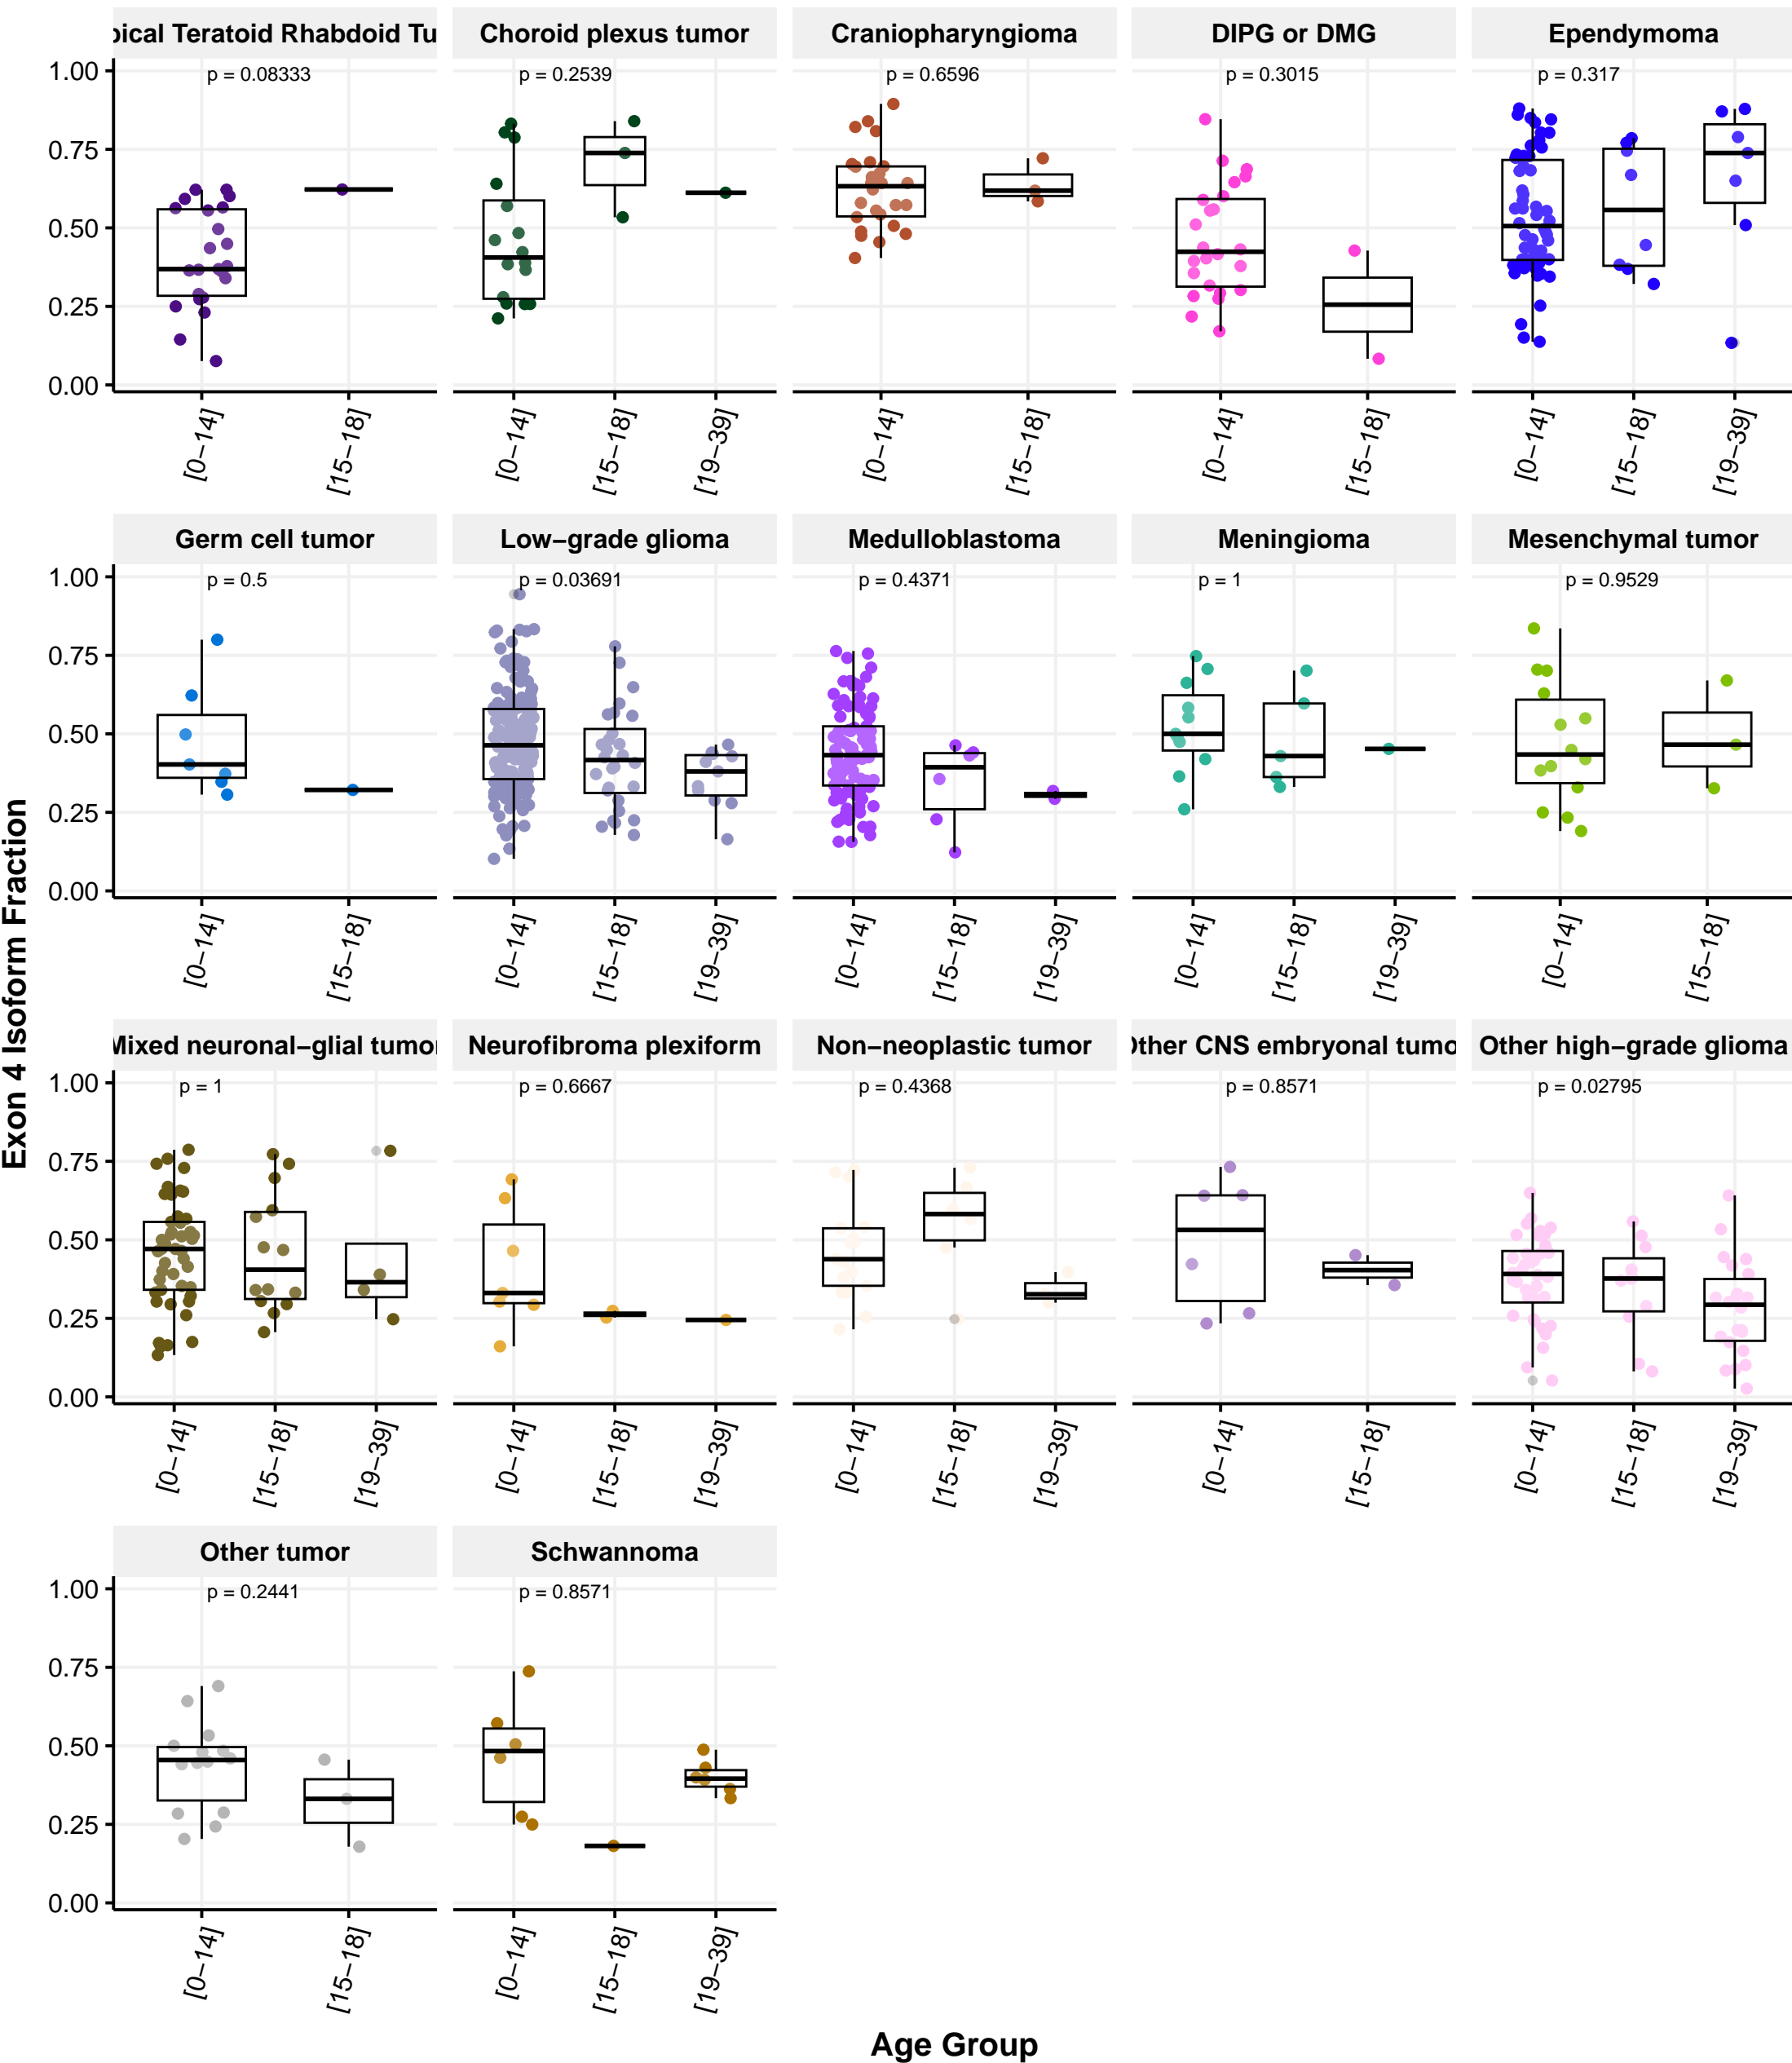 pical Teratoid Rhabdoid Tu
Choroid plexus tumor
Craniopharyngioma
DIPG or DMG
Ependymoma
p = 0.08333
p = 0.2539
p = 0.6596
p = 0.3015
p = 0.317
1.00
0.75
0.50
0.25
0.00
[0−14]
[15−18]
[0−14]
[15−18]
[19−39]
[0−14]
[15−18]
[0−14]
[15−18]
[0−14]
[15−18]
[19−39]
Germ cell tumor
Low−grade glioma
Medulloblastoma
Meningioma
Mesenchymal tumor
p = 0.5
p = 0.03691
p = 0.4371
p = 1
p = 0.9529
1.00
0.75
0.50
0.25
0.00
[0−14]
[15−18]
[0−14]
[15−18]
[19−39]
[0−14]
[15−18]
[19−39]
[0−14]
[15−18]
[19−39]
[0−14]
[15−18]
Exon 4 Isoform Fraction
Mixed neuronal−glial tumor
Neurofibroma plexiform
Non−neoplastic tumor
Other CNS embryonal tumo
Other high−grade glioma
p = 1
p = 0.6667
p = 0.4368
p = 0.8571
p = 0.02795
1.00
0.75
0.50
0.25
0.00
[0−14]
[15−18]
[19−39]
[0−14]
[15−18]
[19−39]
[0−14]
[15−18]
[19−39]
[0−14]
[15−18]
[0−14]
[15−18]
[19−39]
Other tumor
Schwannoma
p = 0.2441
p = 0.8571
1.00
0.75
0.50
0.25
0.00
[0−14]
[15−18]
[0−14]
[15−18]
[19−39]
Age Group